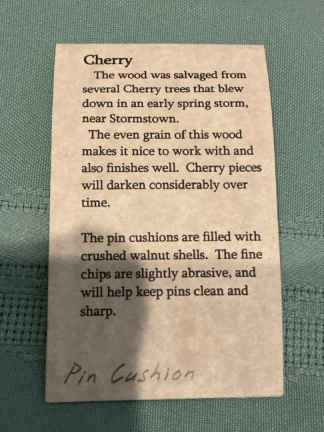 Cherry
The wood was salvaged from
several Cherry trees that blew
down in an early spring storm,
near Stormstown.
The even grain of this wood
makes it nice to work with and
also finishes well. Cherry pieces
will darken considerably over
time.
The pin cushions are filled with
crushed walnut shells. The fine
chips are slightly abrasive, and
will help keep pins clean and
sharp.
Pin Cushion